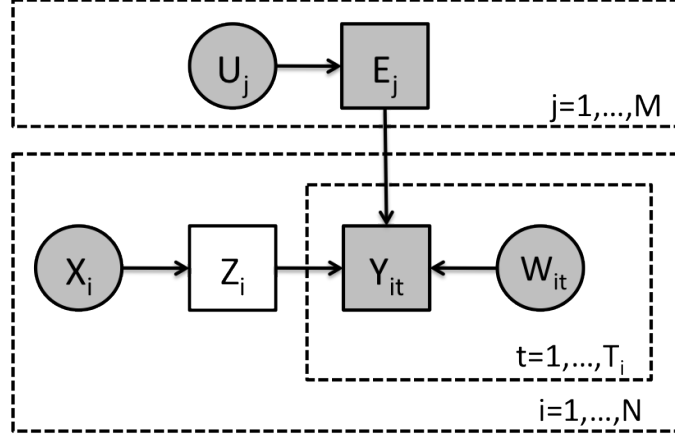 U_j E_j
j=1,...,M
X_i Z_i Y_it W_it
t=1,...,T_i
i=1,...,N